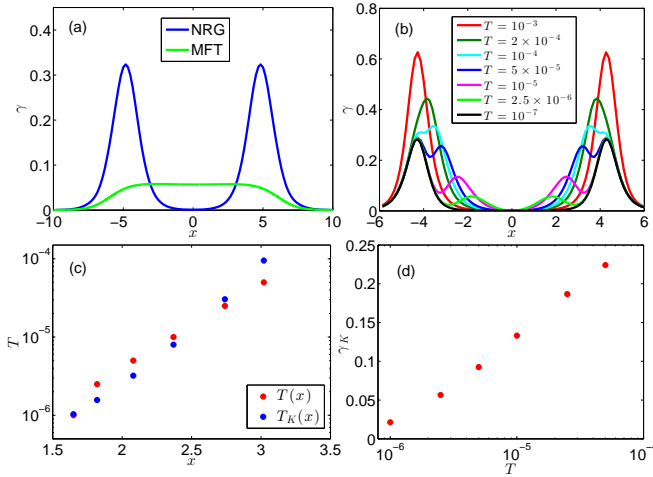 (a)
NRG
MFT
0.4
0.3
0.2
0.1
0
γ
−10
−5
0
5
10
x
(b)
T = 10⁻³
T = 2 × 10⁻⁴
T = 10⁻⁴
T = 5 × 10⁻⁵
T = 10⁻⁵
T = 2.5 × 10⁻⁶
T = 10⁻⁷
0.8
0.6
0.4
0.2
0
γ
−6
−4
−2
0
2
4
6
x
(c)
10⁻⁴
10⁻⁵
10⁻⁶
T
T(x)
T_K(x)
1.5
2
2.5
3
3.5
x
(d)
0.25
0.2
0.15
0.1
0.05
0
γ_K
10⁻⁶
10⁻⁵
T